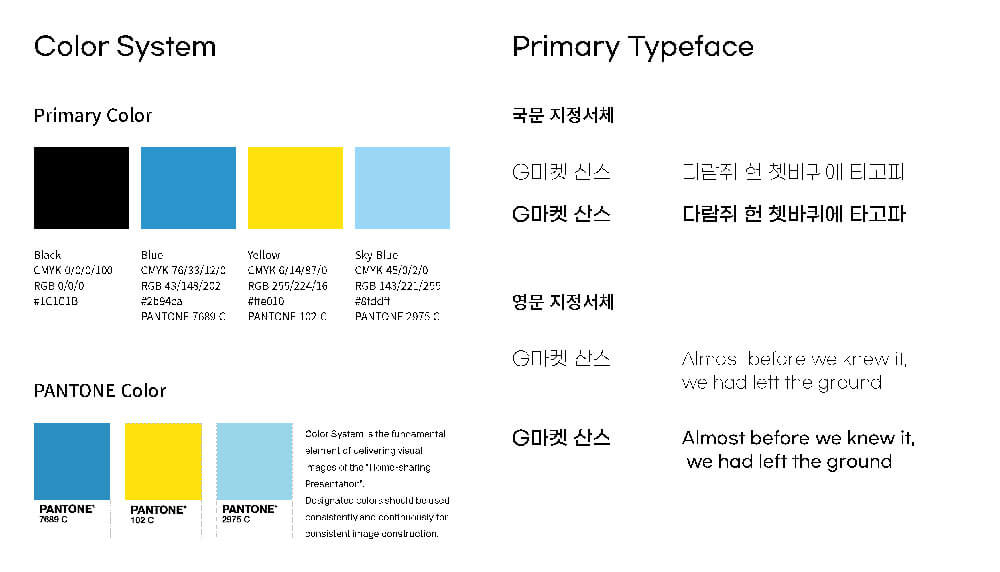 Color System
Primary Color
Black
CMYK 0/0/0/100
RGB 0/0/0
#1C1C1B
Blue
CMYK 76/33/12/0
RGB 43/148/202
#2b94ca
PANTONE 7689 C
Yellow
CMYK 6/14/87/0
RGB 255/224/16
#ffe010
PANTONE 102 C
Sky Blue
CMYK 45/0/2/0
RGB 143/221/255
#8fddff
PANTONE 2975 C
PANTONE Color
PANTONE®
7689 C
PANTONE®
102 C
PANTONE®
2975 C
Color System is the fundamental
element of delivering visual
images of the "Home-sharing
Presentation".
Designated colors should be used
consistently and continuously for
consistent image construction.
Primary Typeface
국문 지정서체
G마켓 산스
다람쥐 헌 쳇바퀴에 타고파
G마켓 산스
다람쥐 헌 쳇바퀴에 타고파
영문 지정서체
G마켓 산스
Almost before we knew it,
we had left the ground
G마켓 산스
Almost before we knew it,
we had left the ground